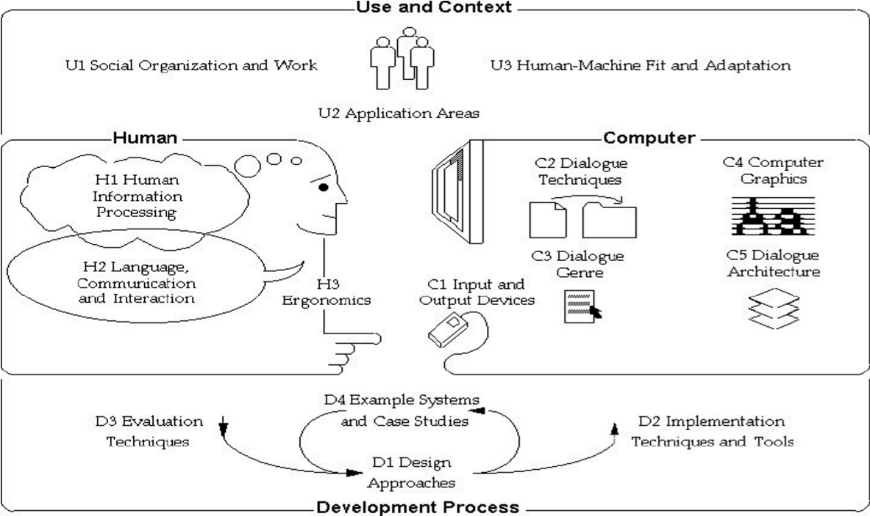 Use and Context
U1 Social Organization and Work
U3 Human-Machine Fit and Adaptation
U2 Application Areas
Human
H1 Human
Information
Processing
H2 Language,
Communication
and Interaction
H3
Ergonomics
Computer
C2 Dialogue
Techniques
C4 Computer
Graphics
Aa
C3 Dialogue
Genre
C5 Dialogue
Architecture
C1 Input and
Output Devices
D3 Evaluation
Techniques
D4 Example Systems
and Case Studies
D2 Implementation
Techniques and Tools
D1 Design
Approaches
Development Process